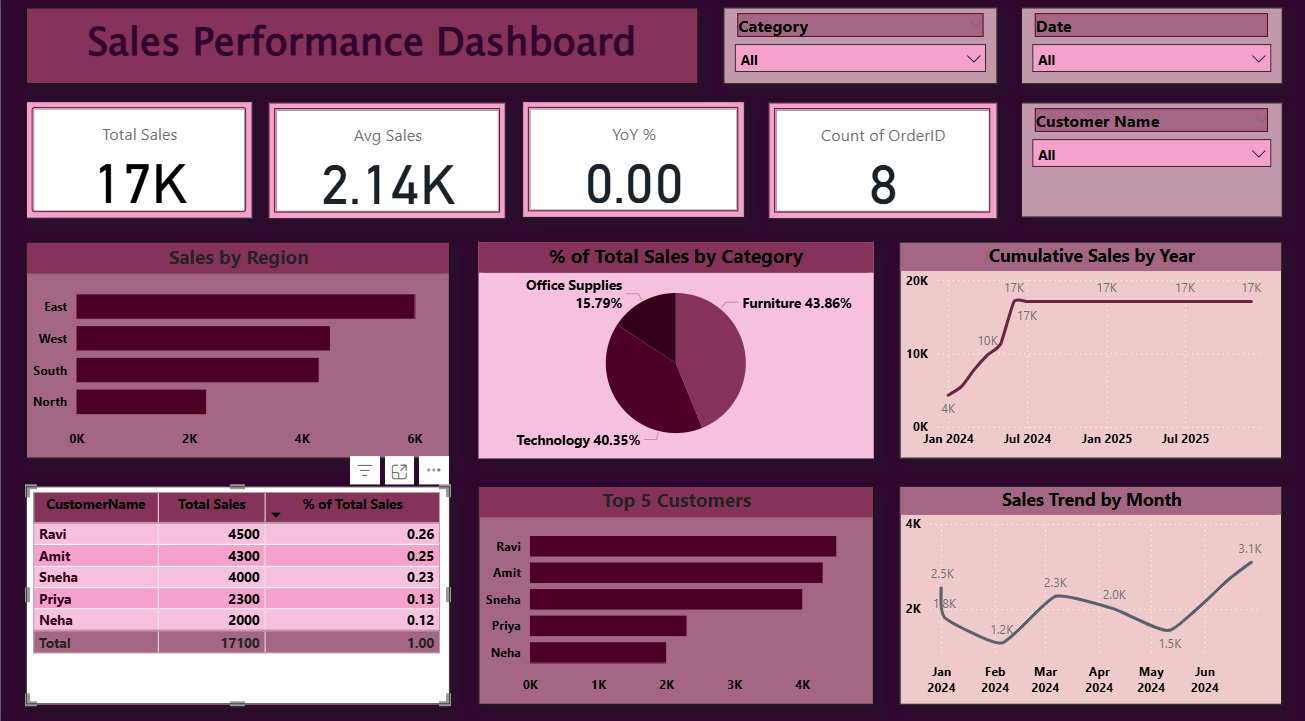 Sales Performance Dashboard
Category
All
Date
All
Total Sales
17K
Avg Sales
2.14K
YoY %
0.00
Count of OrderID
8
Customer Name
All
Sales by Region
East
West
South
North
0K 2K 4K 6K
% of Total Sales by Category
Office Supplies
15.79%
Furniture 43.86%
Technology 40.35%
Cumulative Sales by Year
20K
10K
0K
4K
10K
17K
17K
17K
17K
17K
Jan 2024 Jul 2024 Jan 2025 Jul 2025
CustomerName Total Sales % of Total Sales
Ravi 4500 0.26
Amit 4300 0.25
Sneha 4000 0.23
Priya 2300 0.13
Neha 2000 0.12
Total 17100 1.00
Top 5 Customers
Ravi
Amit
Sneha
Priya
Neha
0K 1K 2K 3K 4K
Sales Trend by Month
4K
2K
2.5K
1.8K
1.2K
2.3K
2.0K
1.5K
3.1K
Jan Feb Mar Apr May Jun
2024 2024 2024 2024 2024 2024